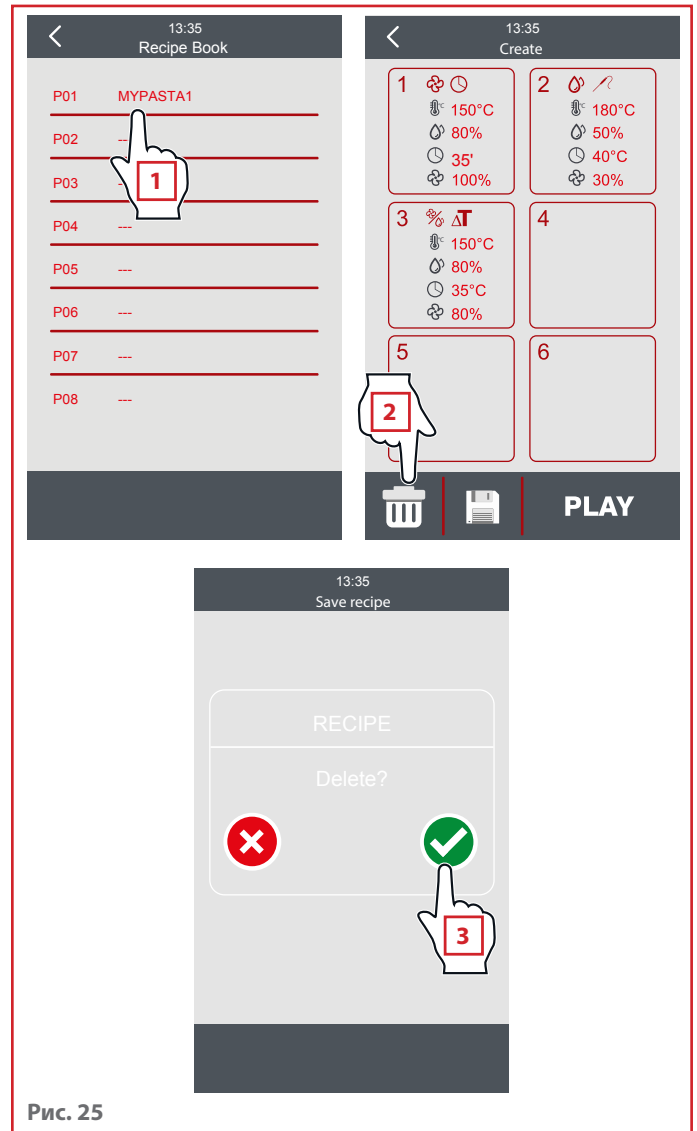 13:35
Recipe Book
P01 MYPASTA1
P02 --
P03 -
P04 ---
P05 ---
P06 ---
P07 ---
P08 ---
1
13:35
Create
1
°C 150°C
80%
35'
100%
2
°C 180°C
50%
40°C
30%
3 % ΔT
°C 150°C
80%
35°C
80%
4
5
6
2
PLAY
13:35
Save recipe
RECIPE
Delete?
3
Рис. 25